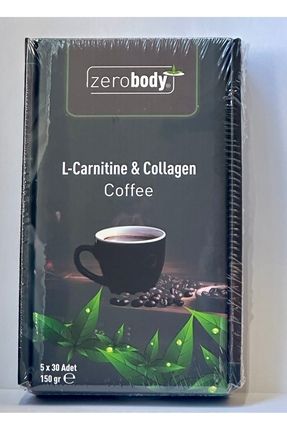 zerobody®
L-Carnitine & Collagen
Coffee
5 x 30 Adet
150 gr ℮